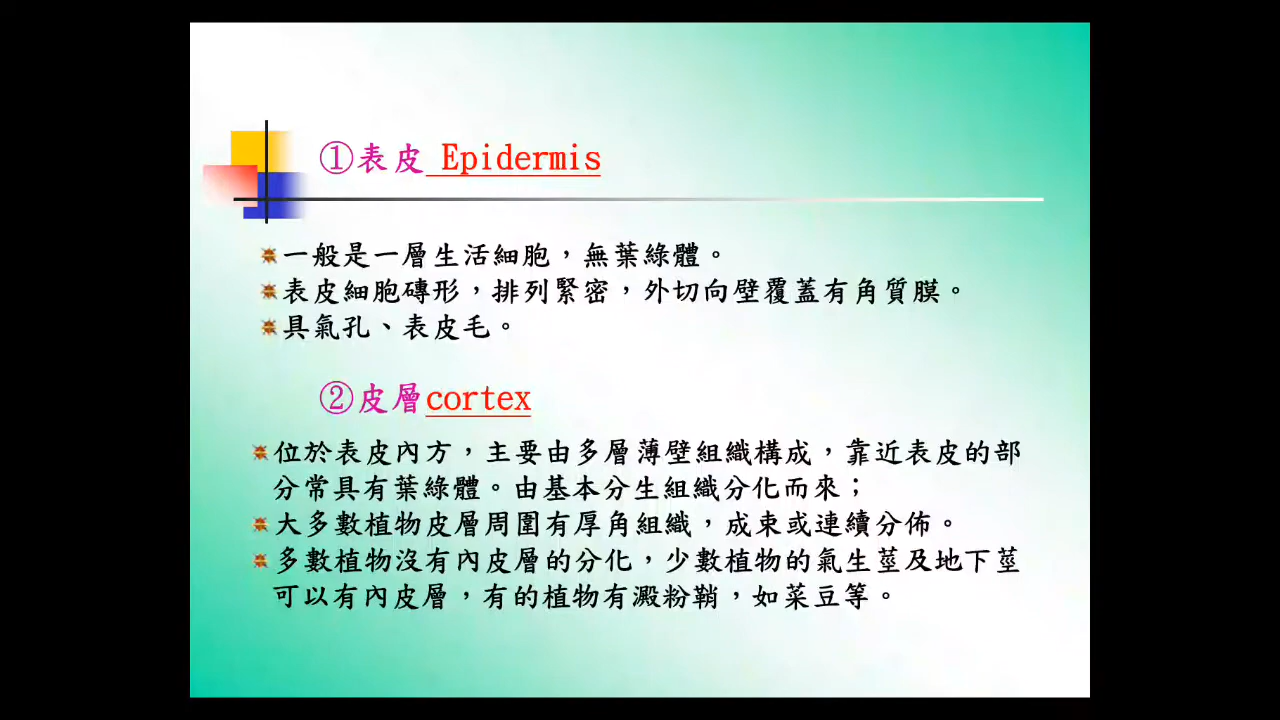 ①表皮 Epidermis
一般是一層生活細胞，無葉綠體。
表皮細胞磚形，排列緊密，外切向壁覆蓋有角質膜。
具氣孔、表皮毛。
②皮層cortex
位於表皮內方，主要由多層薄壁組織構成，靠近表皮的部
分常具有葉綠體。由基本分生組織分化而來；
大多數植物皮層周圍有厚角組織，成束或連續分佈。
多數植物沒有內皮層的分化，少數植物的氣生莖及地下莖
可以有內皮層，有的植物有澱粉鞘，如菜豆等。